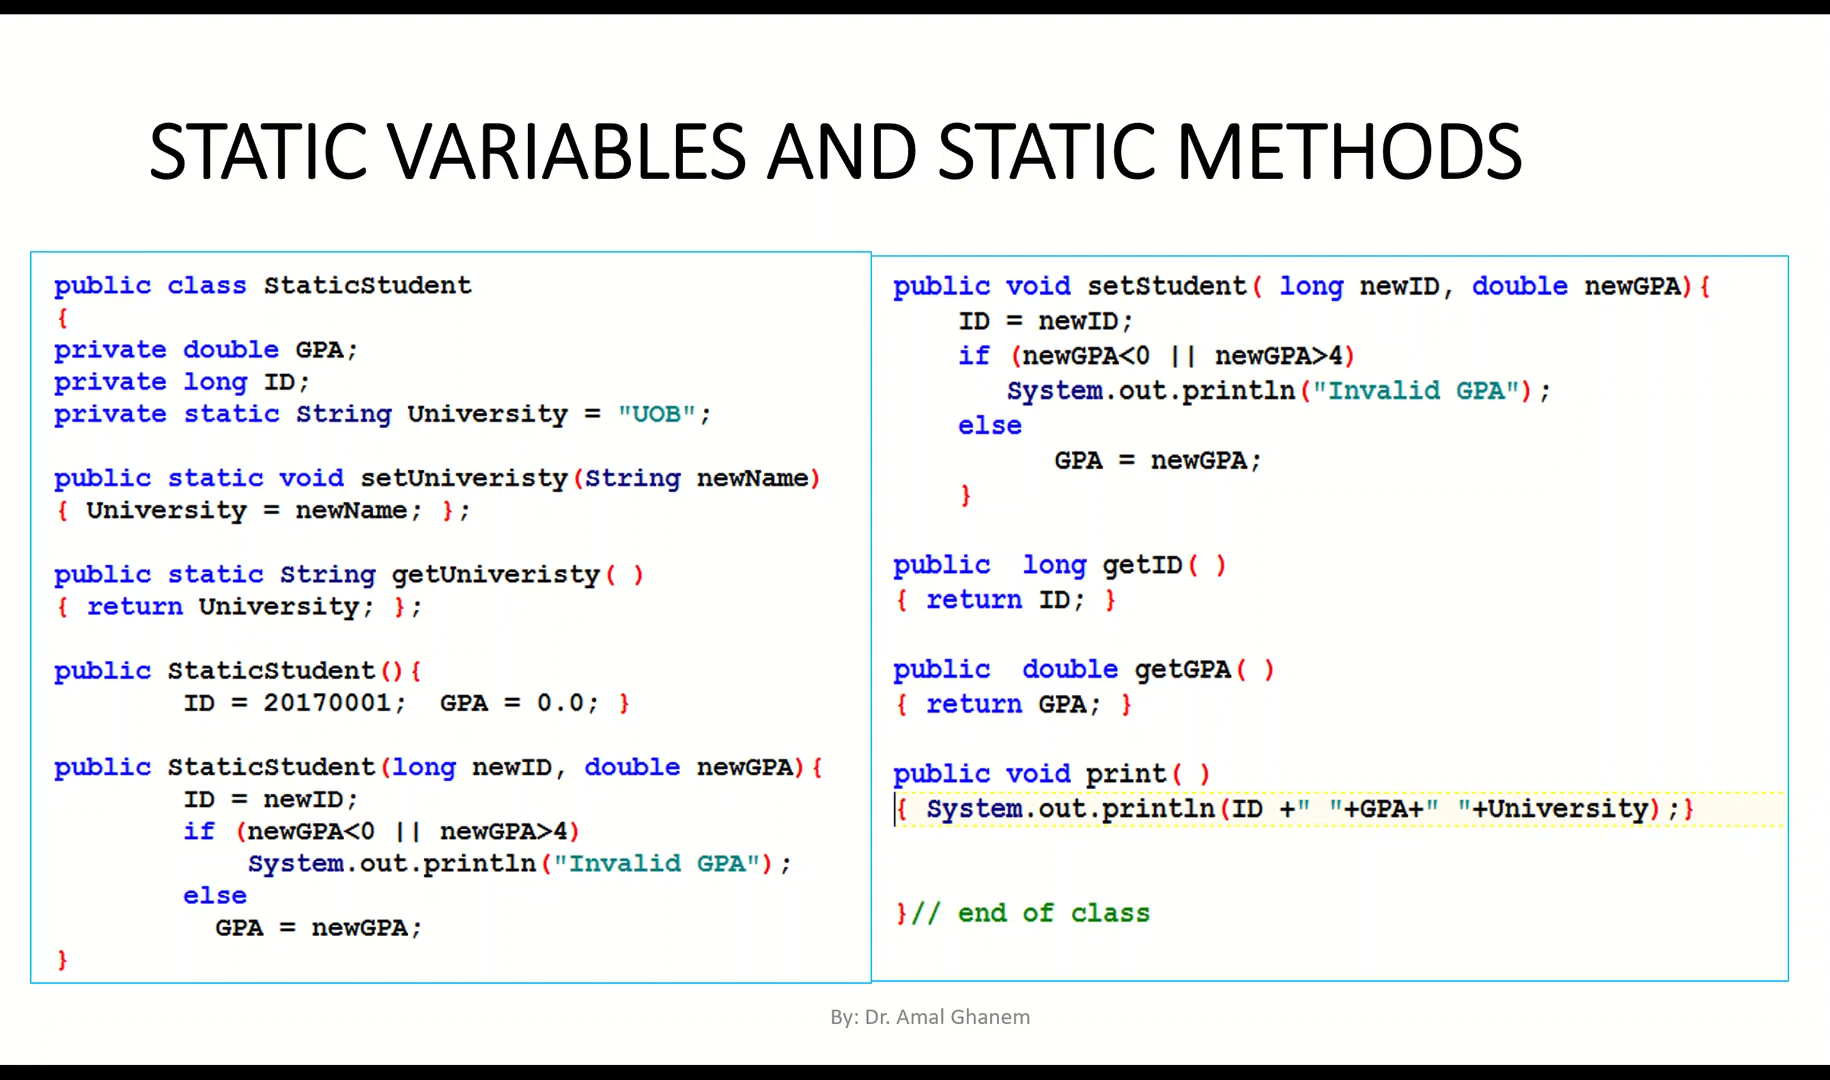 STATIC VARIABLES AND STATIC METHODS
public class StaticStudent
{
private double GPA;
private long ID;
private static String University = "UOB";
public static void setUniveristy(String newName)
{ University = newName; };
public static String getUniveristy( )
{ return University; };
public StaticStudent(){
ID = 20170001;  GPA = 0.0; }
public StaticStudent(long newID, double newGPA){
ID = newID;
if (newGPA<0 || newGPA>4)
System.out.println("Invalid GPA");
else
GPA = newGPA;
}
public void setStudent( long newID, double newGPA){
ID = newID;
if (newGPA<0 || newGPA>4)
System.out.println("Invalid GPA");
else
GPA = newGPA;
}
public  long getID( )
{ return ID; }
public  double getGPA( )
{ return GPA; }
public void print( )
{ System.out.println(ID +" "+GPA+" "+University);}
}// end of class
By: Dr. Amal Ghanem